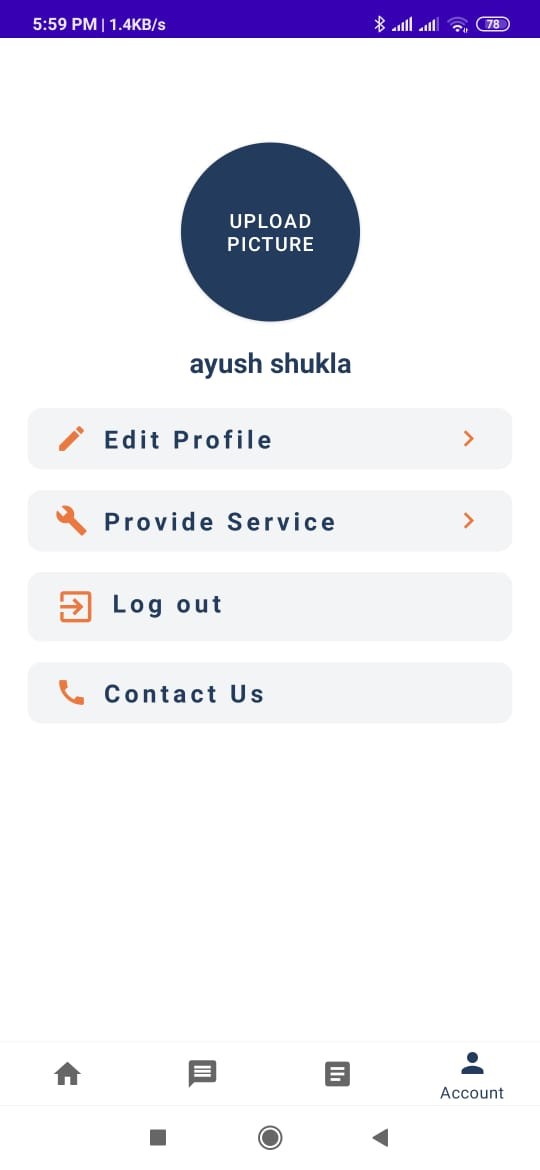 5:59 PM | 1.4KB/s
78
UPLOAD
PICTURE
ayush shukla
Edit Profile
Provide Service
Log out
Contact Us
Account